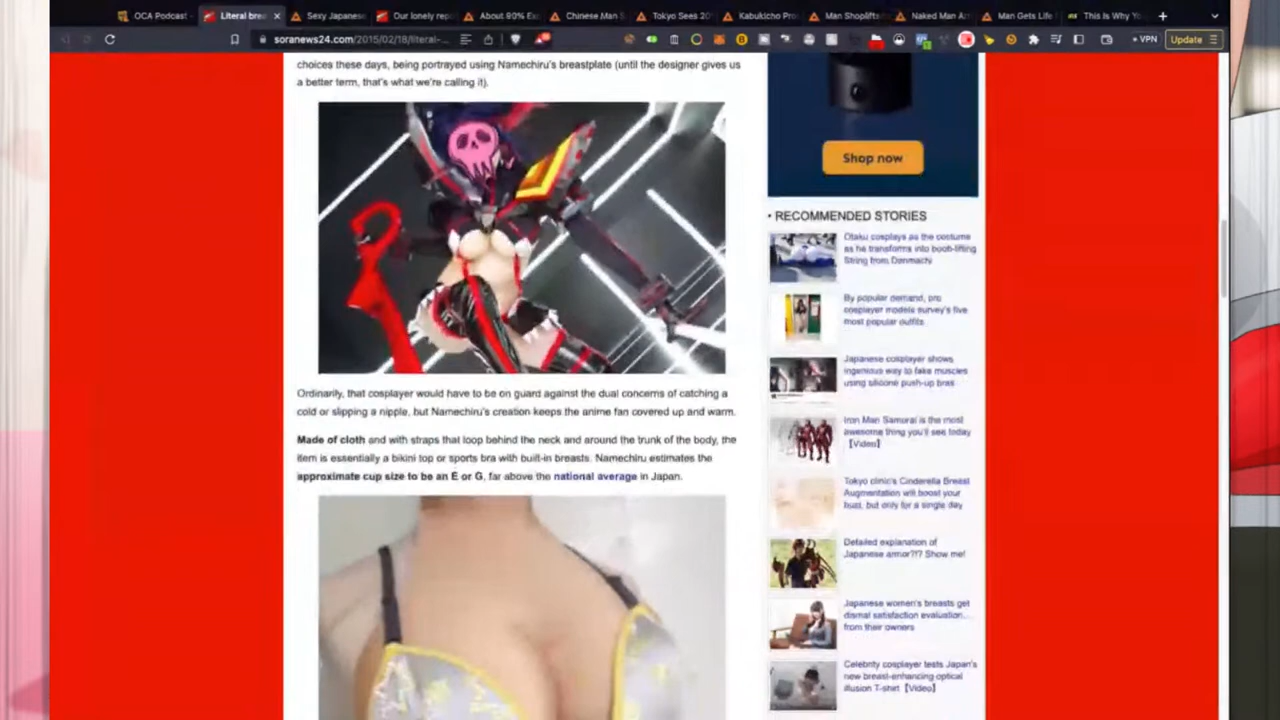 OCA Podcast
Literal brea
Sexy Japanese
Our lonely rep
About 80% Ex
Chinese Man S
Tokyo Sees 20
Kabukicho Pro
Man Shoplift
Naked Man A
Man Gets Life
This Is Why Y
soranews24.com/2015/02/18/literal-...
VPN
Update
choices these days, being portrayed using Namechiru's breastplate (until the designer gives us
a better term, that's what we're calling it).
Ordinarily, that cosplayer would have to be on guard against the dual concerns of catching a
cold or slipping a nipple, but Namechiru's creation keeps the anime fan covered up and warm.
Made of cloth and with straps that loop behind the neck and around the trunk of the body, the
item is essentially a bikini top or sports bra with built-in breasts. Namechiru estimates the
approximate cup size to be an E or G, far above the national average in Japan.
Shop now
• RECOMMENDED STORIES
Otaku cosplays as the costume
as he transforms into boob-lifting
String from Danmachi
By popular demand, pro
cosplayer models survey's five
most popular outfits
Japanese cosplayer shows
ingenious way to fake muscles
using silicone push-up bras
Iron Man Samurai is the most
awesome thing you'll see today
【Video】
Tokyo clinic's Cinderella Breast
Augmentation will boost your
bust, but only for a single day
Detailed explanation of
Japanese armor?!? Show me!
Japanese women's breasts get
dismal satisfaction evaluation…
from their owners
Celebrity cosplayer tests Japan's
new breast-enhancing optical
illusion T-shirt【Video】